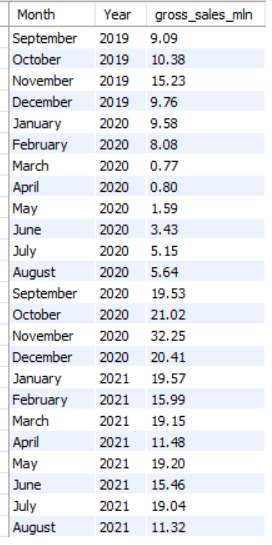 Month Year gross_sales_mln
September 2019 9.09
October 2019 10.38
November 2019 15.23
December 2019 9.76
January 2020 9.58
February 2020 8.08
March 2020 0.77
April 2020 0.80
May 2020 1.59
June 2020 3.43
July 2020 5.15
August 2020 5.64
September 2020 19.53
October 2020 21.02
November 2020 32.25
December 2020 20.41
January 2021 19.57
February 2021 15.99
March 2021 19.15
April 2021 11.48
May 2021 19.20
June 2021 15.46
July 2021 19.04
August 2021 11.32